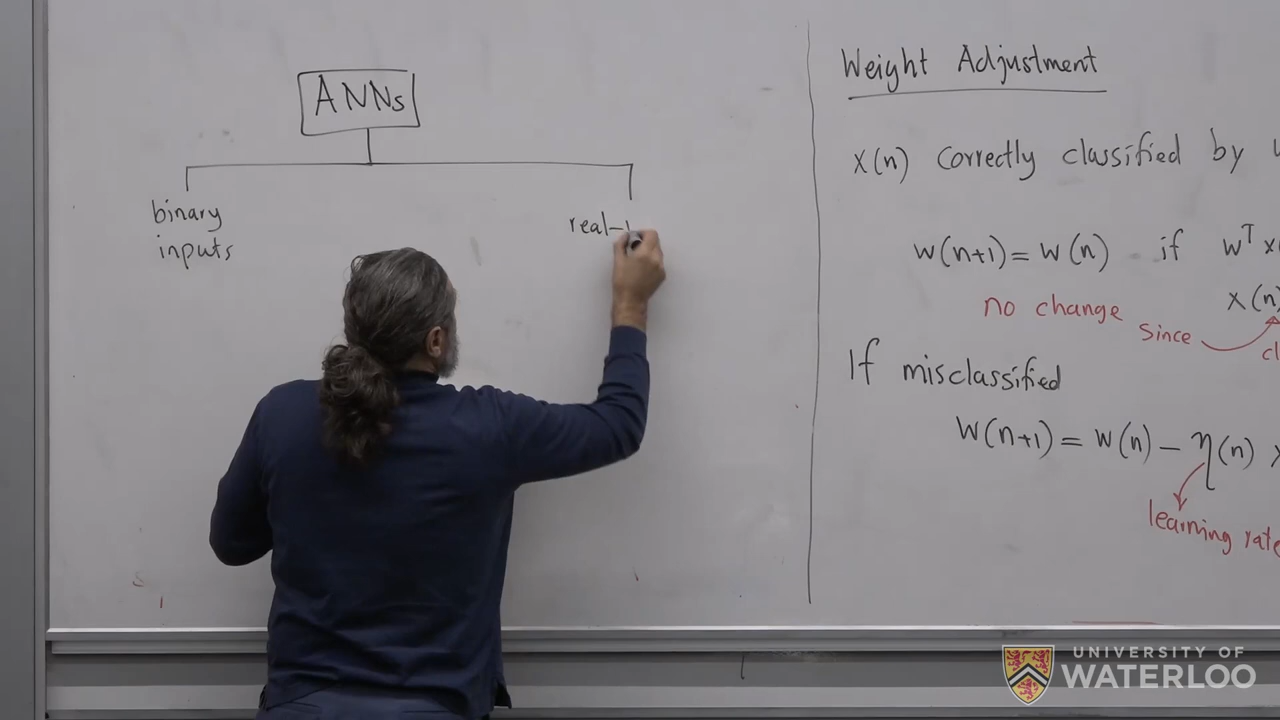 ANNs
binary
inputs
real-
Weight Adjustment
x(n) correctly classified by
w(n+1) = w(n) if wᵀx
no change since x(n)
If misclassified
w(n+1) = w(n) - η(n)
learning rate
UNIVERSITY OF
WATERLOO